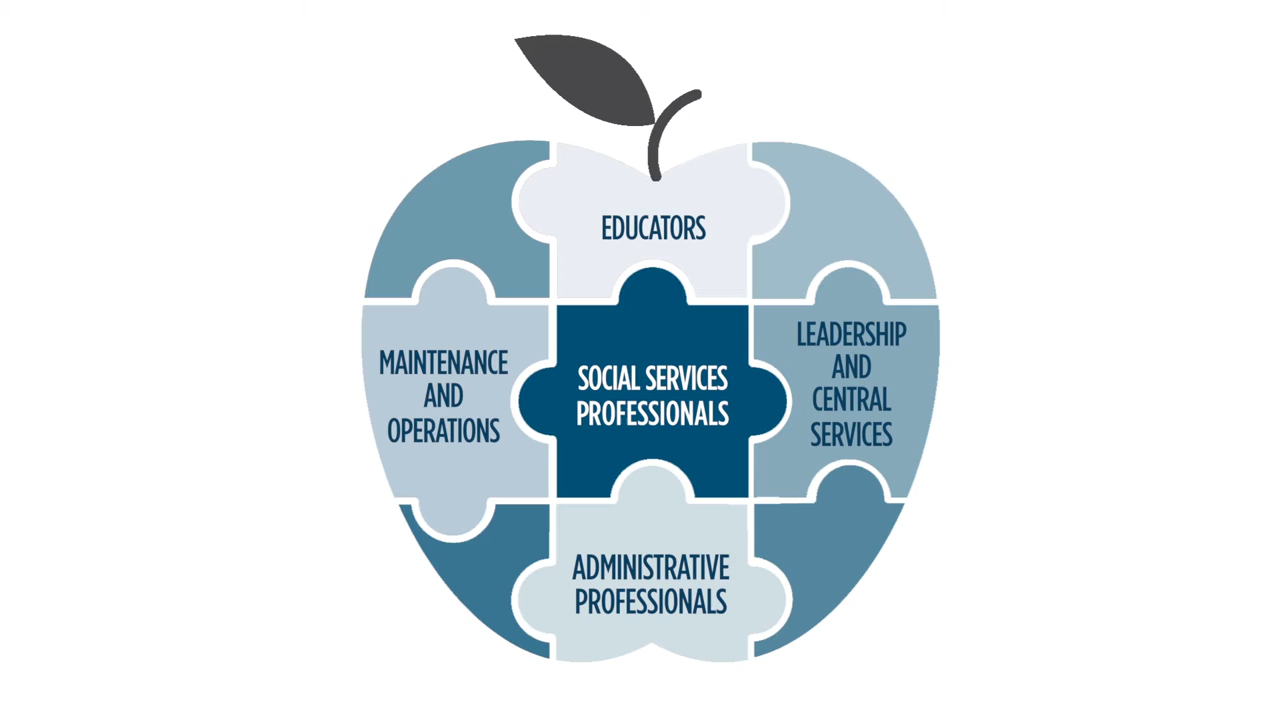 EDUCATORS
MAINTENANCE
AND
OPERATIONS
SOCIAL SERVICES
PROFESSIONALS
LEADERSHIP
AND
CENTRAL
SERVICES
ADMINISTRATIVE
PROFESSIONALS